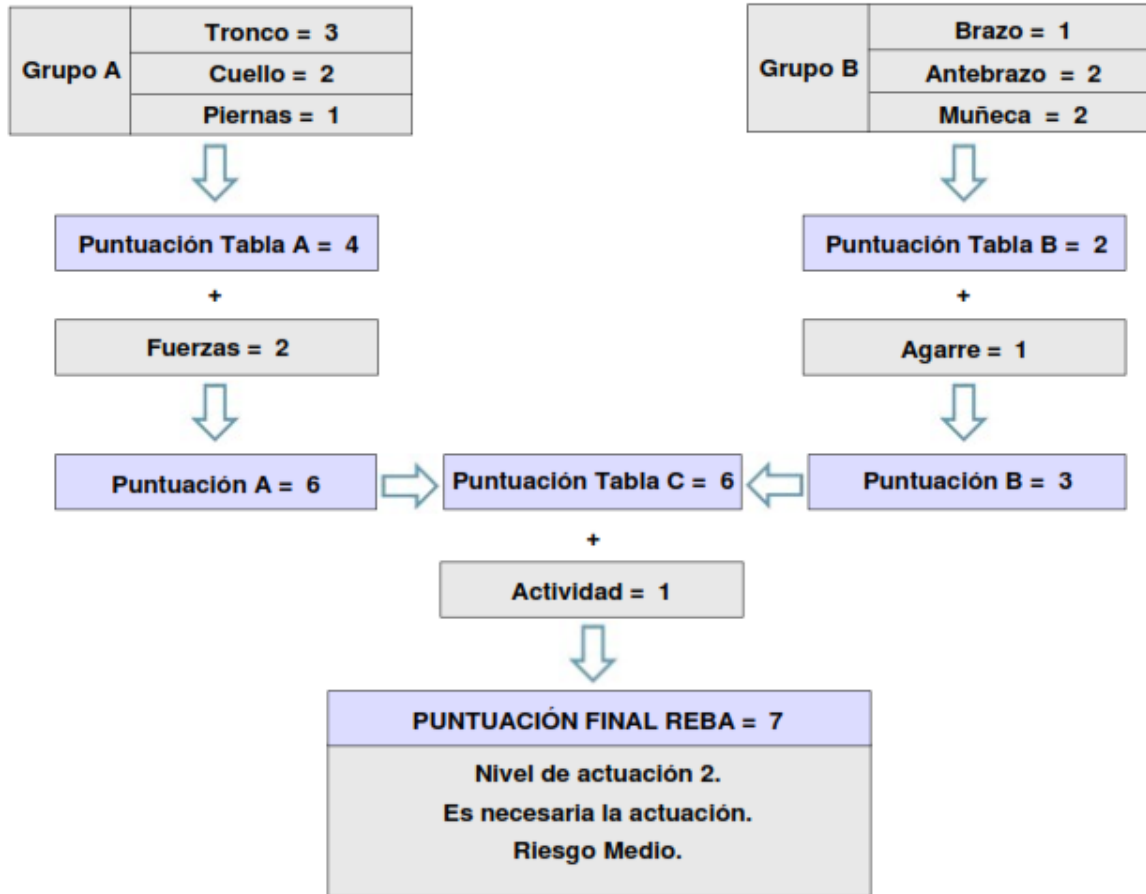 Grupo A
Tronco = 3
Cuello = 2
Piernas = 1
Grupo B
Brazo = 1
Antebrazo = 2
Muñeca = 2
Puntuación Tabla A = 4
Puntuación Tabla B = 2
+
+
Fuerzas = 2
Agarre = 1
Puntuación A = 6
Puntuación Tabla C = 6
Puntuación B = 3
+
Actividad = 1
PUNTUACIÓN FINAL REBA = 7
Nivel de actuación 2.
Es necesaria la actuación.
Riesgo Medio.